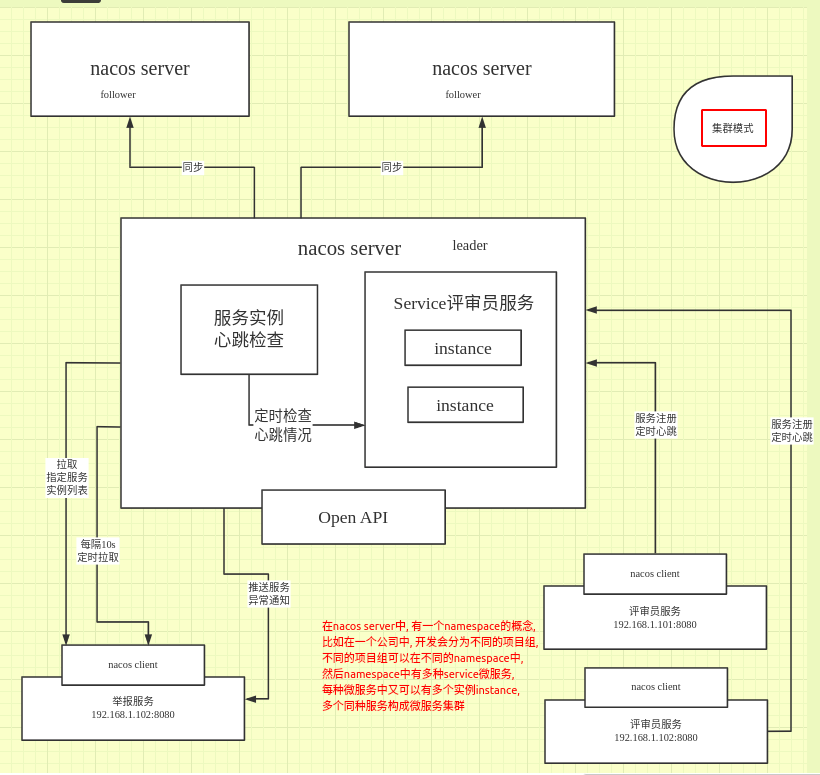 nacos server
follower
nacos server
follower
集群模式
同步
同步
nacos server
leader
服务实例
心跳检查
Service评审员服务
instance
instance
定时检查
心跳情况
Open API
拉取
指定服务
实例列表
每隔10s
定时拉取
推送服务
异常通知
服务注册
定时心跳
服务注册
定时心跳
nacos client
举报服务
192.168.1.102:8080
在nacos server中, 有一个namespace的概念,
比如在一个公司中, 开发会分为不同的项目组,
不同的项目组可以在不同的namespace中,
然后namespace中有多种service微服务,
每种微服务中又可以有多个实例instance,
多个同种服务构成微服务集群
nacos client
评审员服务
192.168.1.101:8080
nacos client
评审员服务
192.168.1.102:8080